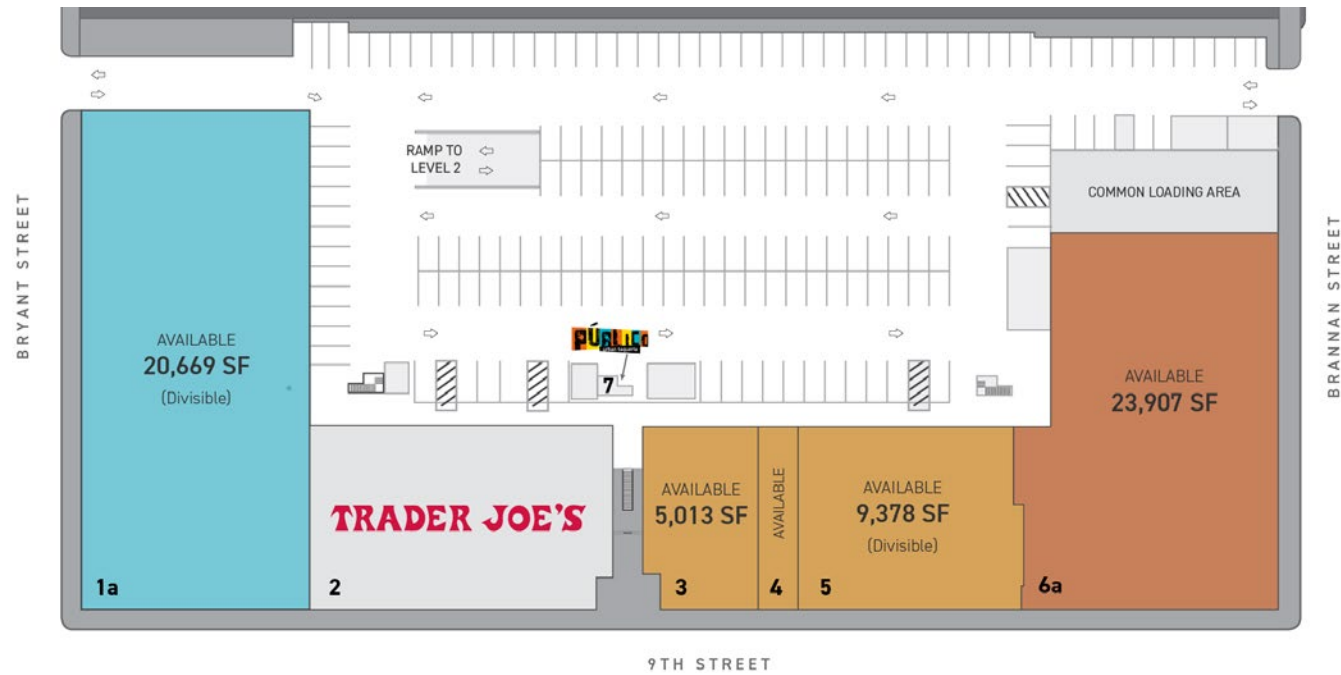 RAMP TO
LEVEL 2
COMMON LOADING AREA
BRYANT STREET
BRANNAN STREET
PÚBLICO
urban taqueria
7
AVAILABLE
20,669 SF
(Divisible)
1a
TRADER JOE'S
2
AVAILABLE
5,013 SF
3
AVAILABLE
4
AVAILABLE
9,378 SF
(Divisible)
5
AVAILABLE
23,907 SF
6a
9TH STREET